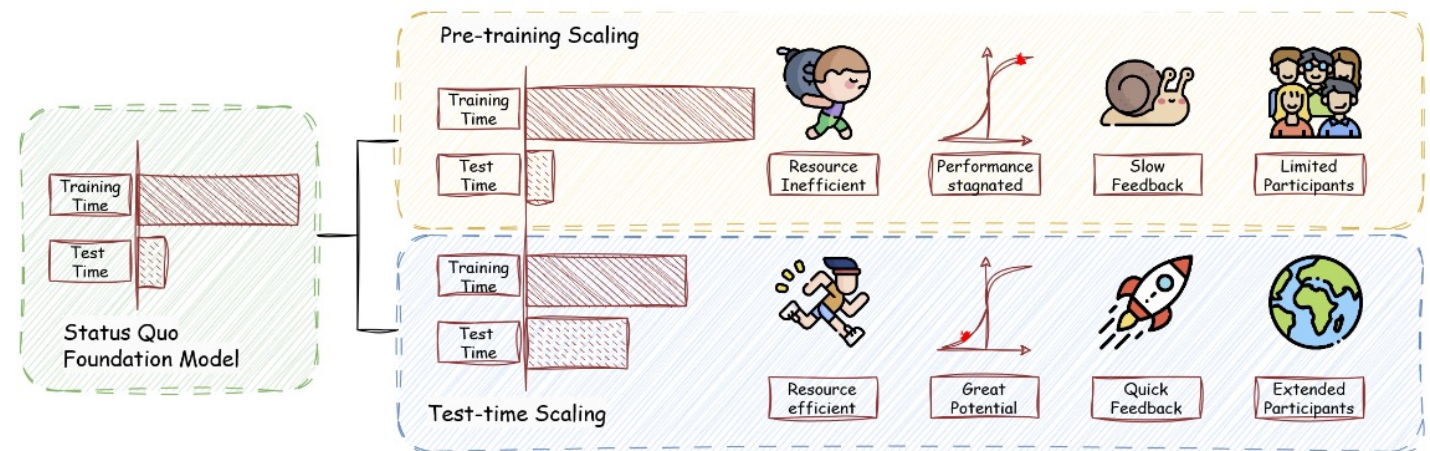 Training
Time
Test
Time
Status Quo
Foundation Model
Pre-training Scaling
Training
Time
Test
Time
$
Resource
Inefficient
Performance
stagnated
Slow
Feedback
Limited
Participants
Training
Time
Test
Time
Test-time Scaling
Resource
efficient
Great
Potential
Quick
Feedback
Extended
Participants